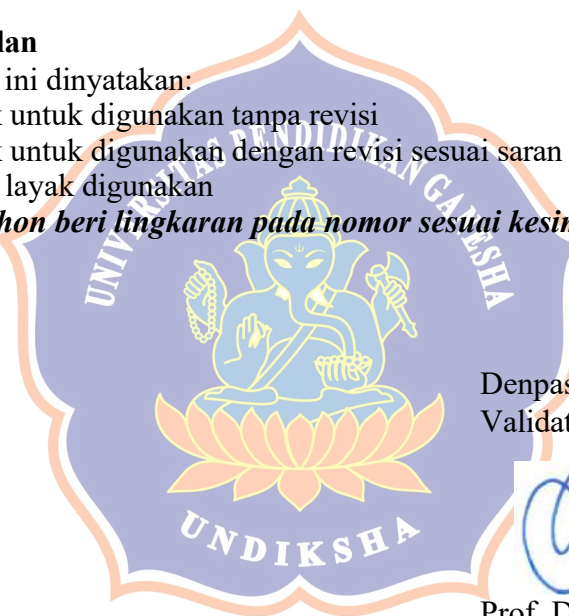 lan
ini dinyatakan:
k untuk digunakan tanpa revisi
k untuk digunakan dengan revisi sesuai saran
layak digunakan
hon beri lingkaran pada nomor sesuai kesin
UNIVERSITAS PENDIDIKAN GANESHA
UNDIKSHA
Denpas
Validat
Prof. D